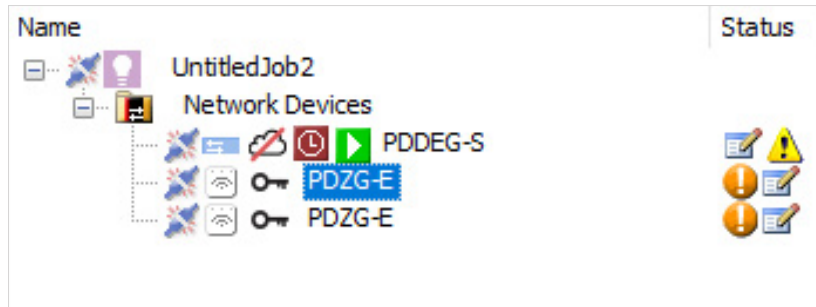 Name Status
UntitledJob2
Network Devices
PDDEG-S
PDZG-E
PDZG-E